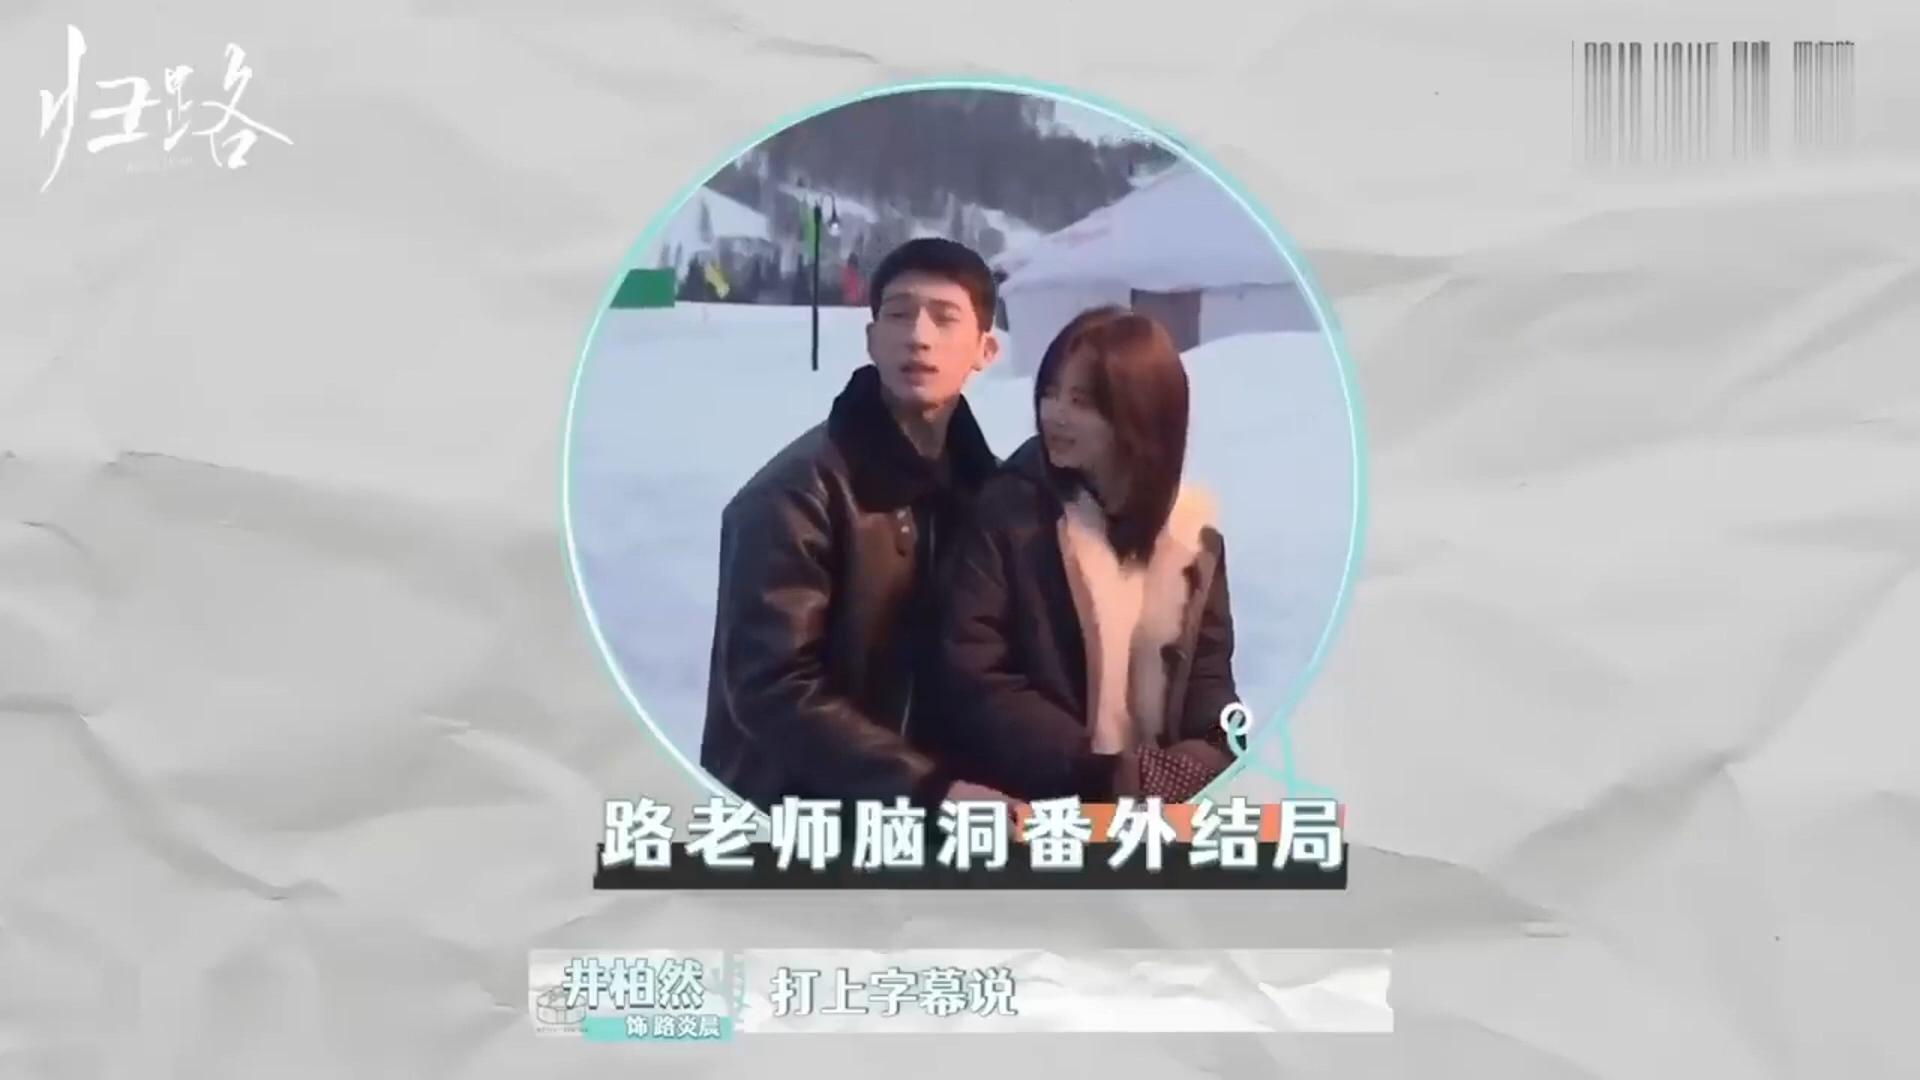 归路
路老师脑洞番外结局
井柏然
饰 路炎晨
打上字幕说